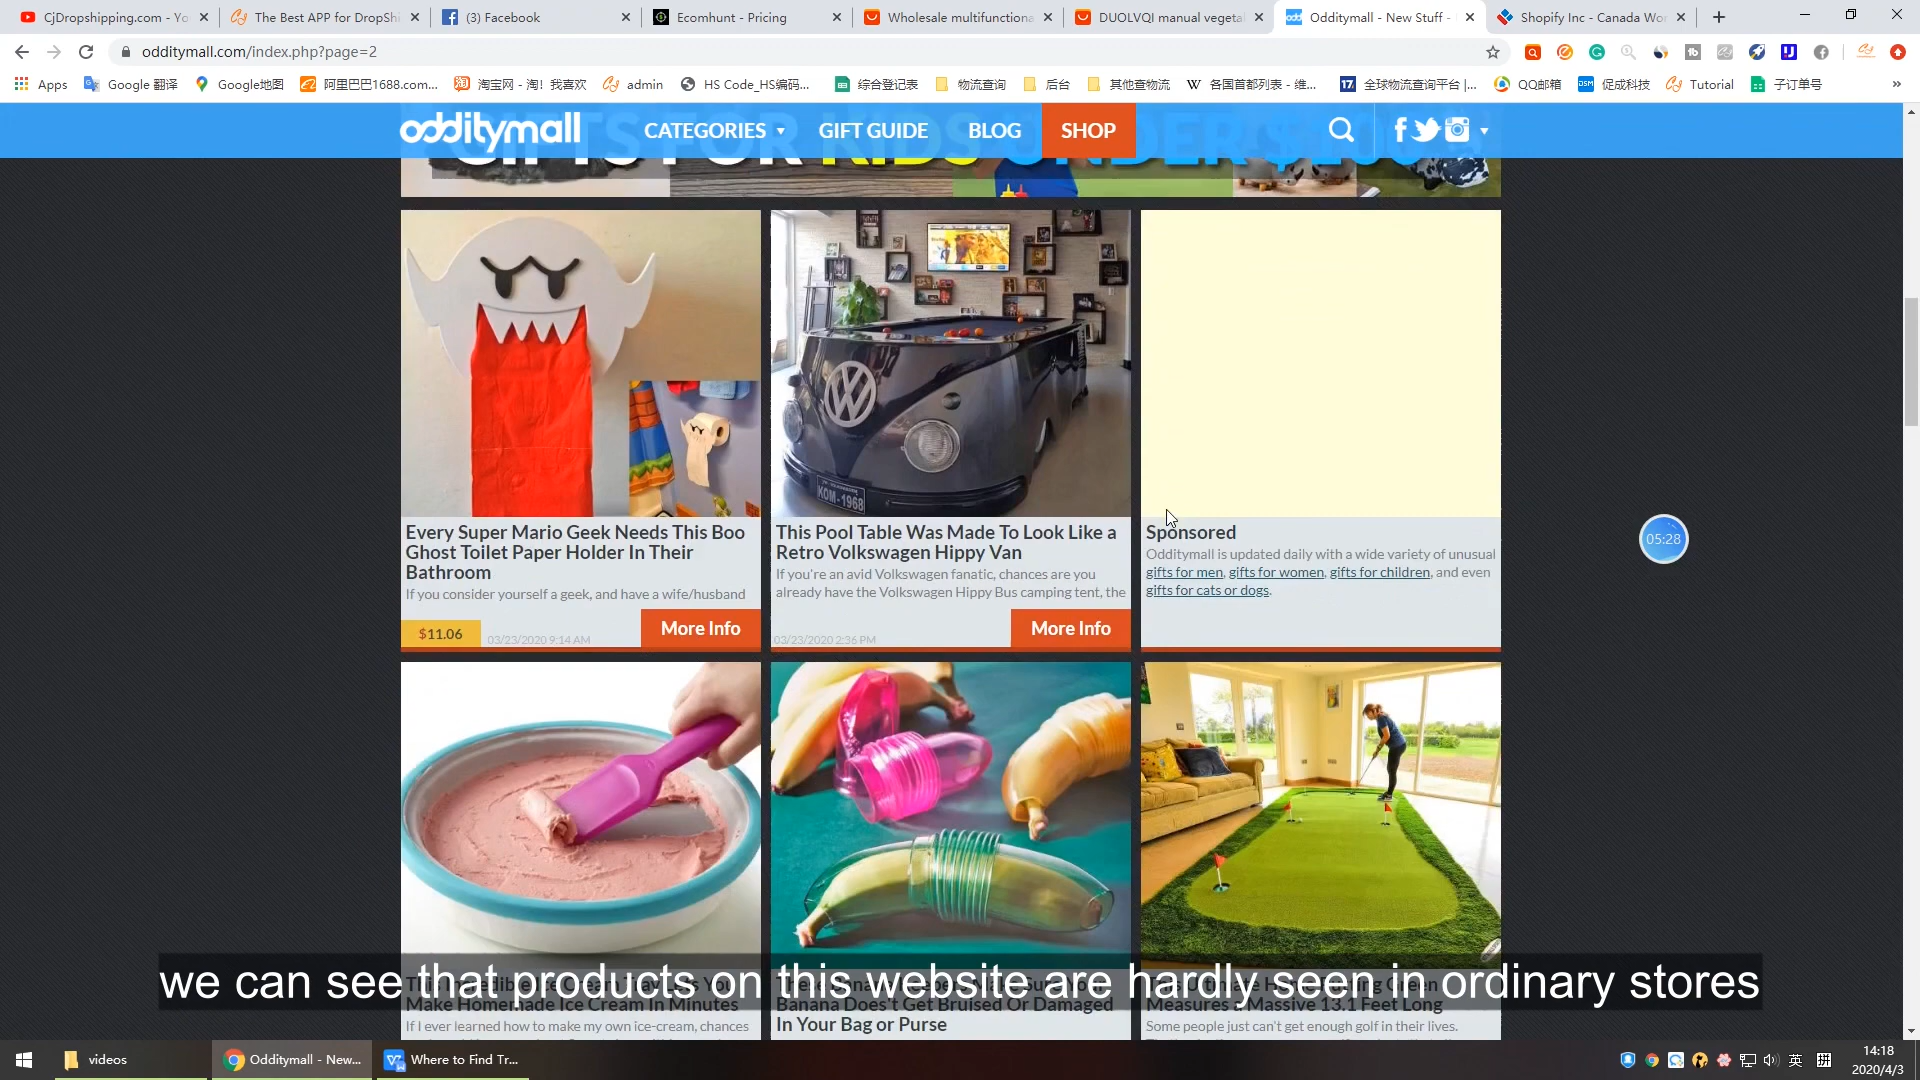 CjDropshipping.com - Yo
The Best APP for DropShi
(3) Facebook
Ecomhunt - Pricing
Wholesale multifunctiona
DUOLVQI manual vegetal
Odditymall - New Stuff -
Shopify Inc - Canada Wor
odditymall.com/index.php?page=2
Apps
Google 翻译
Google地图
阿里巴巴1688.com...
淘宝网 - 淘！我喜欢
admin
HS Code_HS编码...
综合登记表
物流查询
后台
其他查物流
各国首都列表 - 维...
全球物流查询平台 |...
QQ邮箱
促成科技
Tutorial
子订单号
odditymall
CATEGORIES
GIFT GUIDE
BLOG
SHOP
GIFTS FOR KIDS UNDER $100
Every Super Mario Geek Needs This Boo
Ghost Toilet Paper Holder In Their
Bathroom
If you consider yourself a geek, and have a wife/husband
$11.06
03/23/2020 9:14 AM
More Info
KOM-1968
This Pool Table Was Made To Look Like a
Retro Volkswagen Hippy Van
If you're an avid Volkswagen fanatic, chances are you
already have the Volkswagen Hippy Bus camping tent, the
03/23/2020 2:36 PM
More Info
Sponsored
Odditymall is updated daily with a wide variety of unusual
gifts for men, gifts for women, gifts for children, and even
gifts for cats or dogs.
05:28
we can see that products on this website are hardly seen in ordinary stores
Make Homemade Ice Cream In Minutes
If I ever learned how to make my own ice-cream, chances
Banana Does't Get Bruised Or Damaged
In Your Bag or Purse
Measures a Massive 13.1 Feet Long
Some people just can't get enough golf in their lives.
videos
Odditymall - New...
Where to Find Tr...
英
拼
14:18
2020/4/3